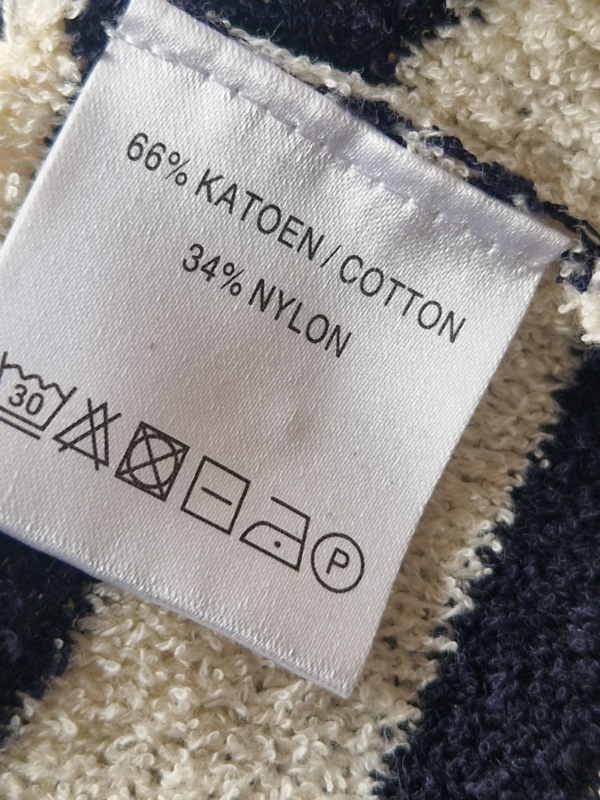 66% KATOEN / COTTON
34% NYLON
30 P